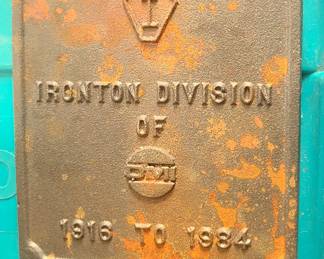 I
IRONTON DIVISION
OF
DMI
1916 TO 1984